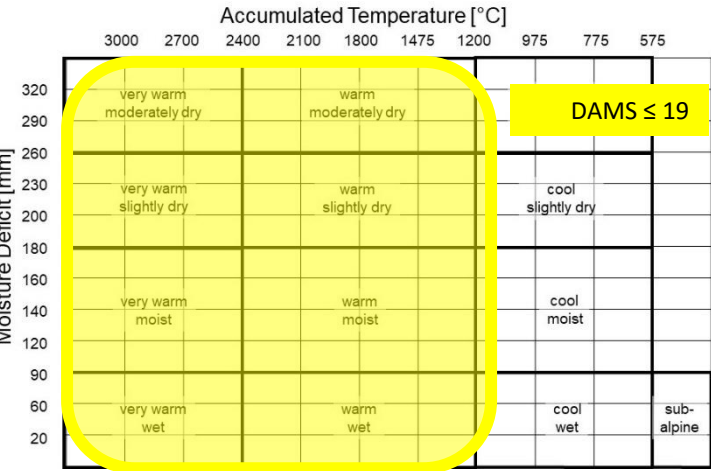 Accumulated Temperature [°C]
3000 2700 2400 2100 1800 1475 1200 975 775 575
Moisture Deficit [mm]
320
290
260
230
200
180
160
140
120
90
60
20
very warm
moderately dry
warm
moderately dry
DAMS ≤ 19
very warm
slightly dry
warm
slightly dry
cool
slightly dry
very warm
moist
warm
moist
cool
moist
very warm
wet
warm
wet
cool
wet
sub-
alpine